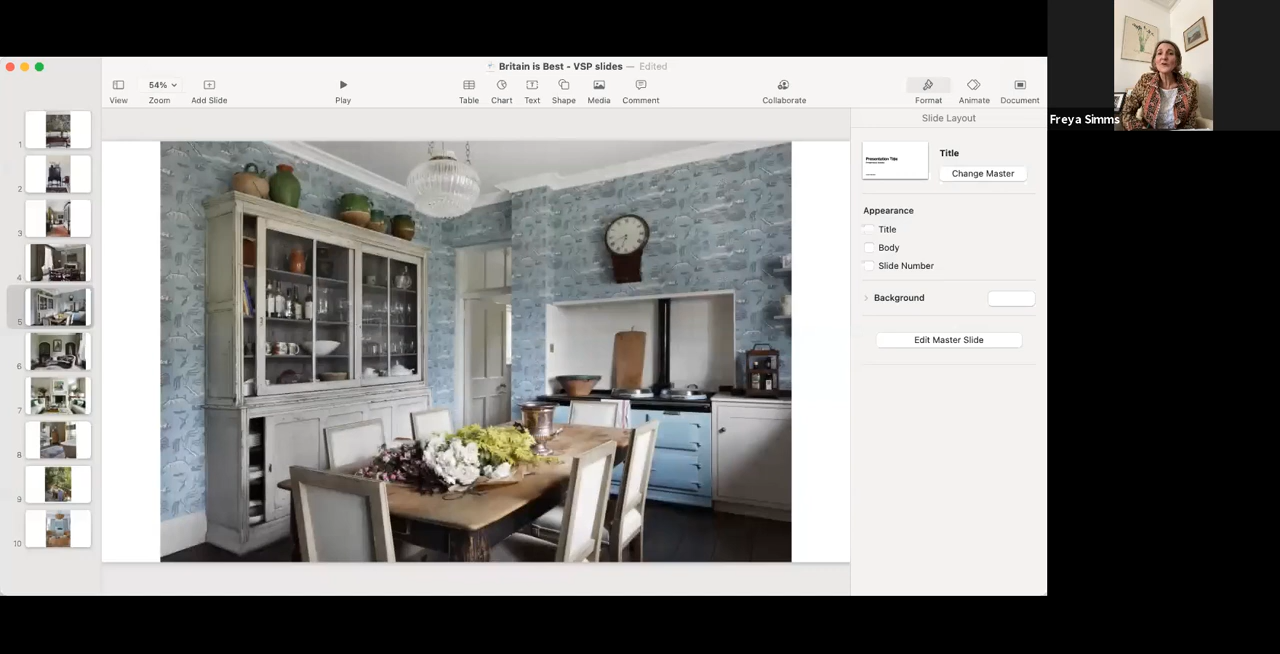 Britain is Best - VSP slides — Edited
54%
View
Zoom
Add Slide
Play
Table
Chart
Text
Shape
Media
Comment
Collaborate
Format
Animate
Document
Slide Layout
Presentation Title
Title
Change Master
Appearance
Title
Body
Slide Number
Background
Edit Master Slide
1
2
3
4
5
6
7
8
9
10
Freya Simms